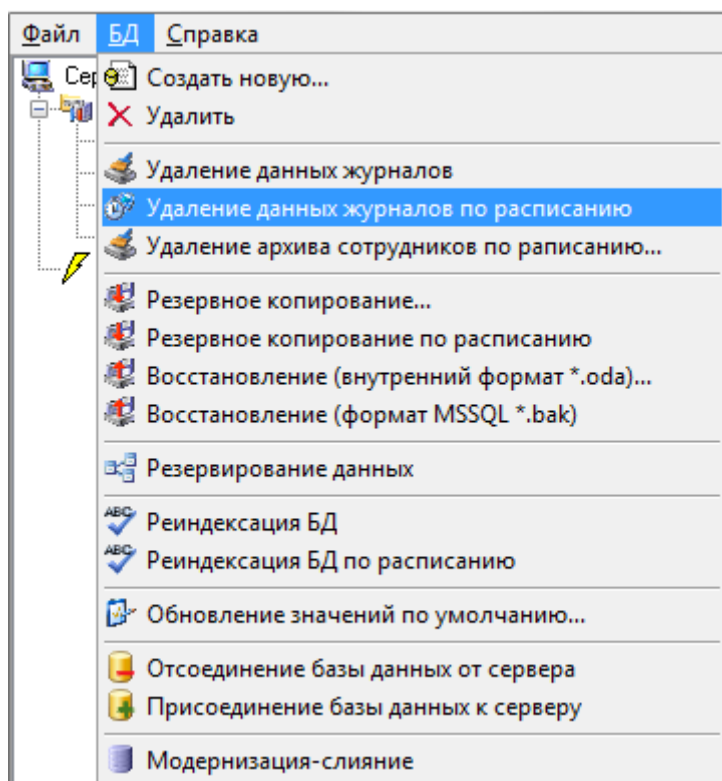 Файл БД Справка
Создать новую...
Удалить
Удаление данных журналов
Удаление данных журналов по расписанию
Удаление архива сотрудников по раписанию...
Резервное копирование...
Резервное копирование по расписанию
Восстановление (внутренний формат *.oda)...
Восстановление (формат MSSQL *.bak)
Резервирование данных
Реиндексация БД
Реиндексация БД по расписанию
Обновление значений по умолчанию...
Отсоединение базы данных от сервера
Присоединение базы данных к серверу
Модернизация-слияние